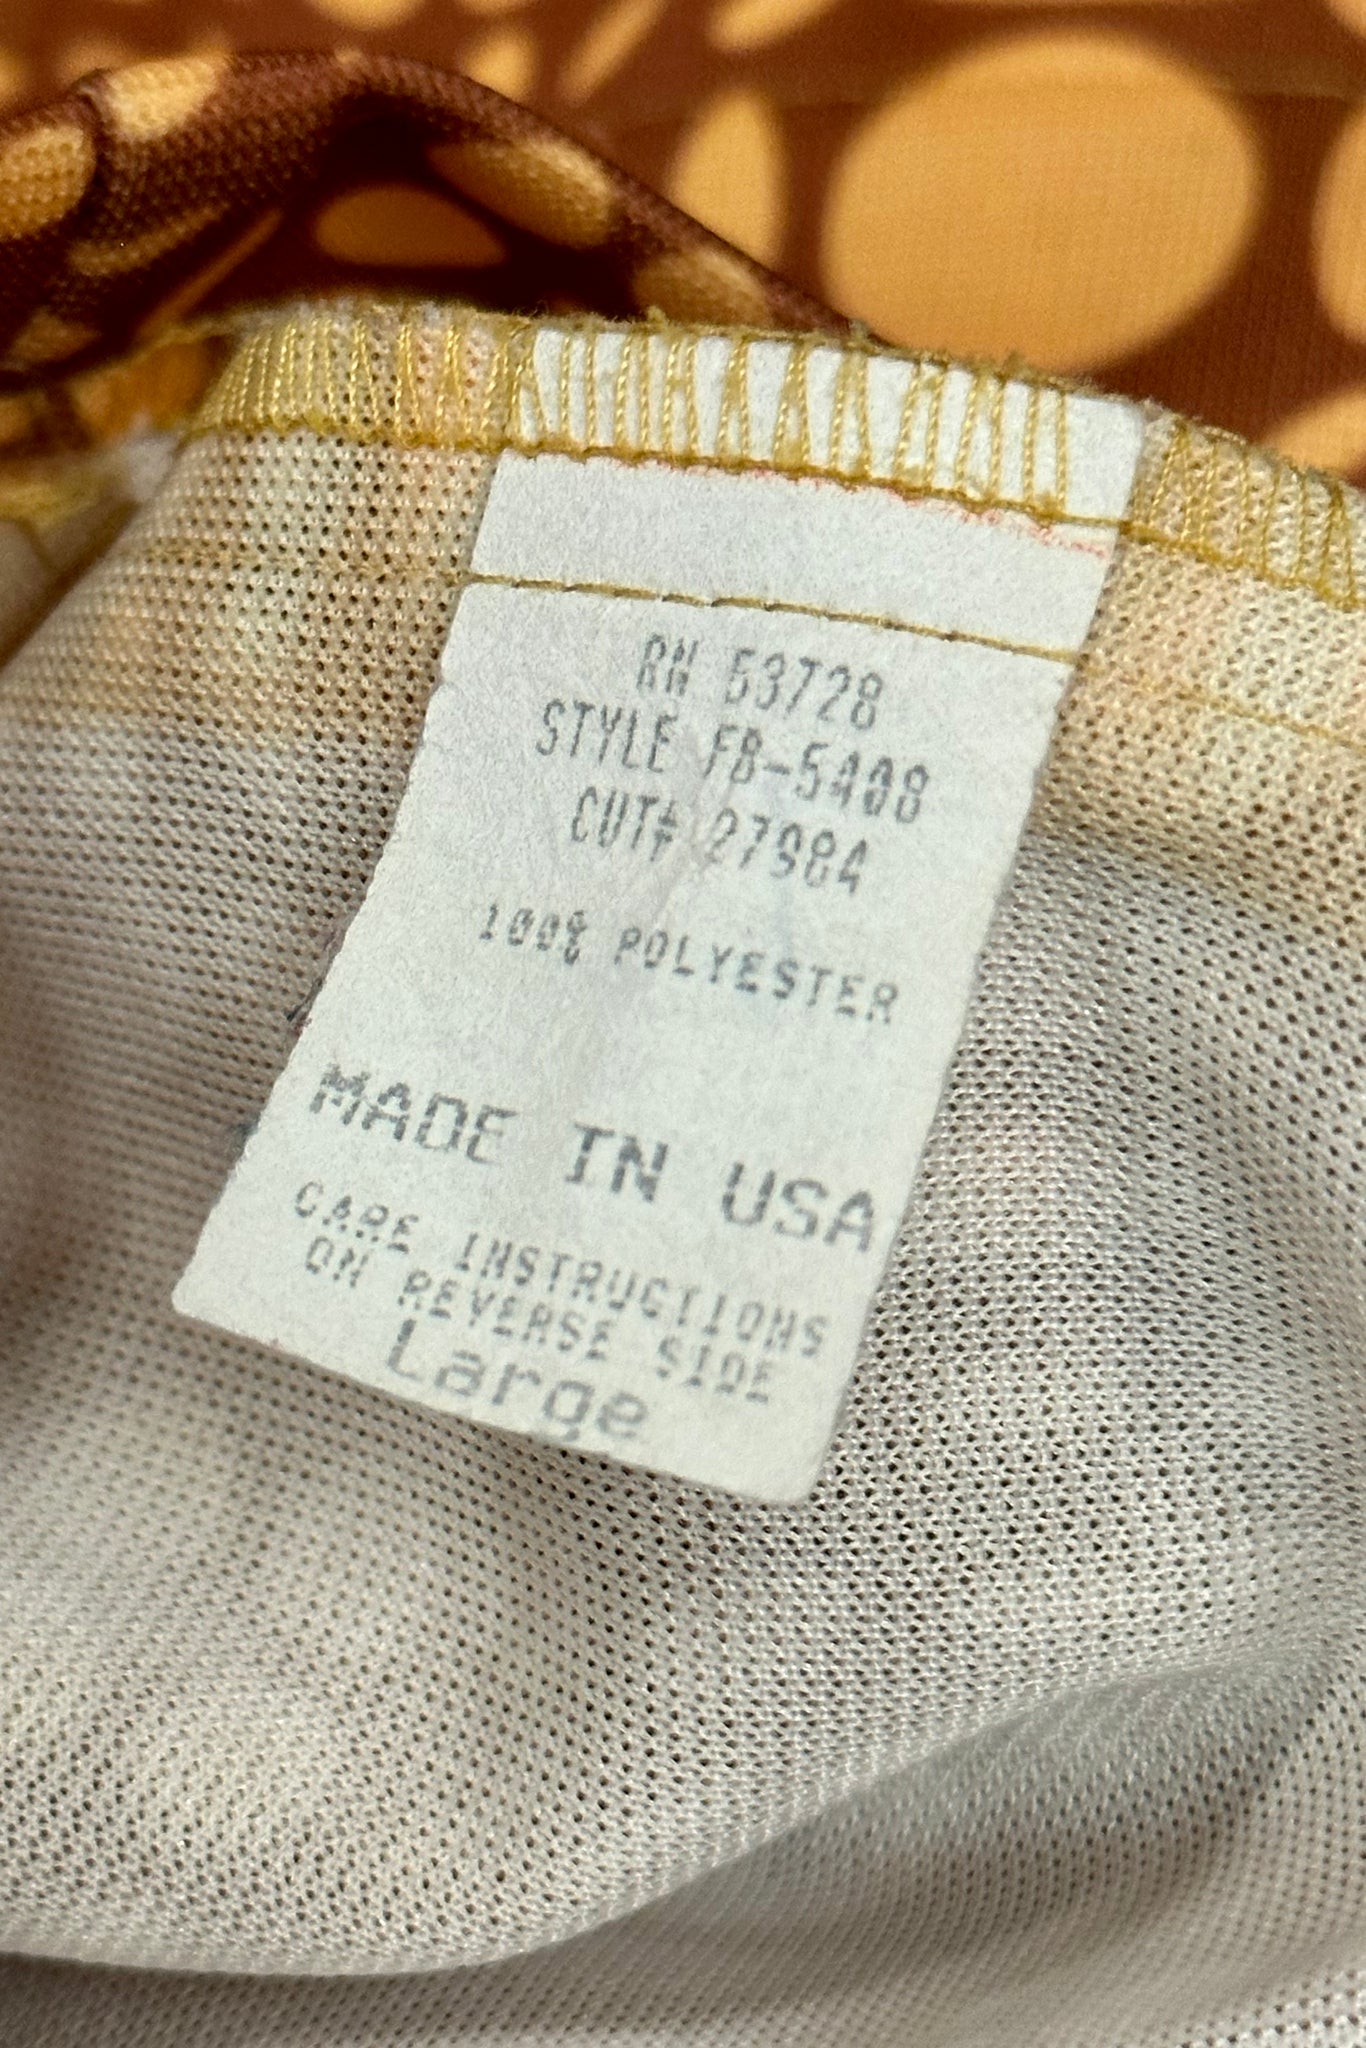 RN 53728
STYLE FB-5408
CUT# 27984
100% POLYESTER
MADE IN USA
CARE INSTRUCTIONS
ON REVERSE SIDE
Large